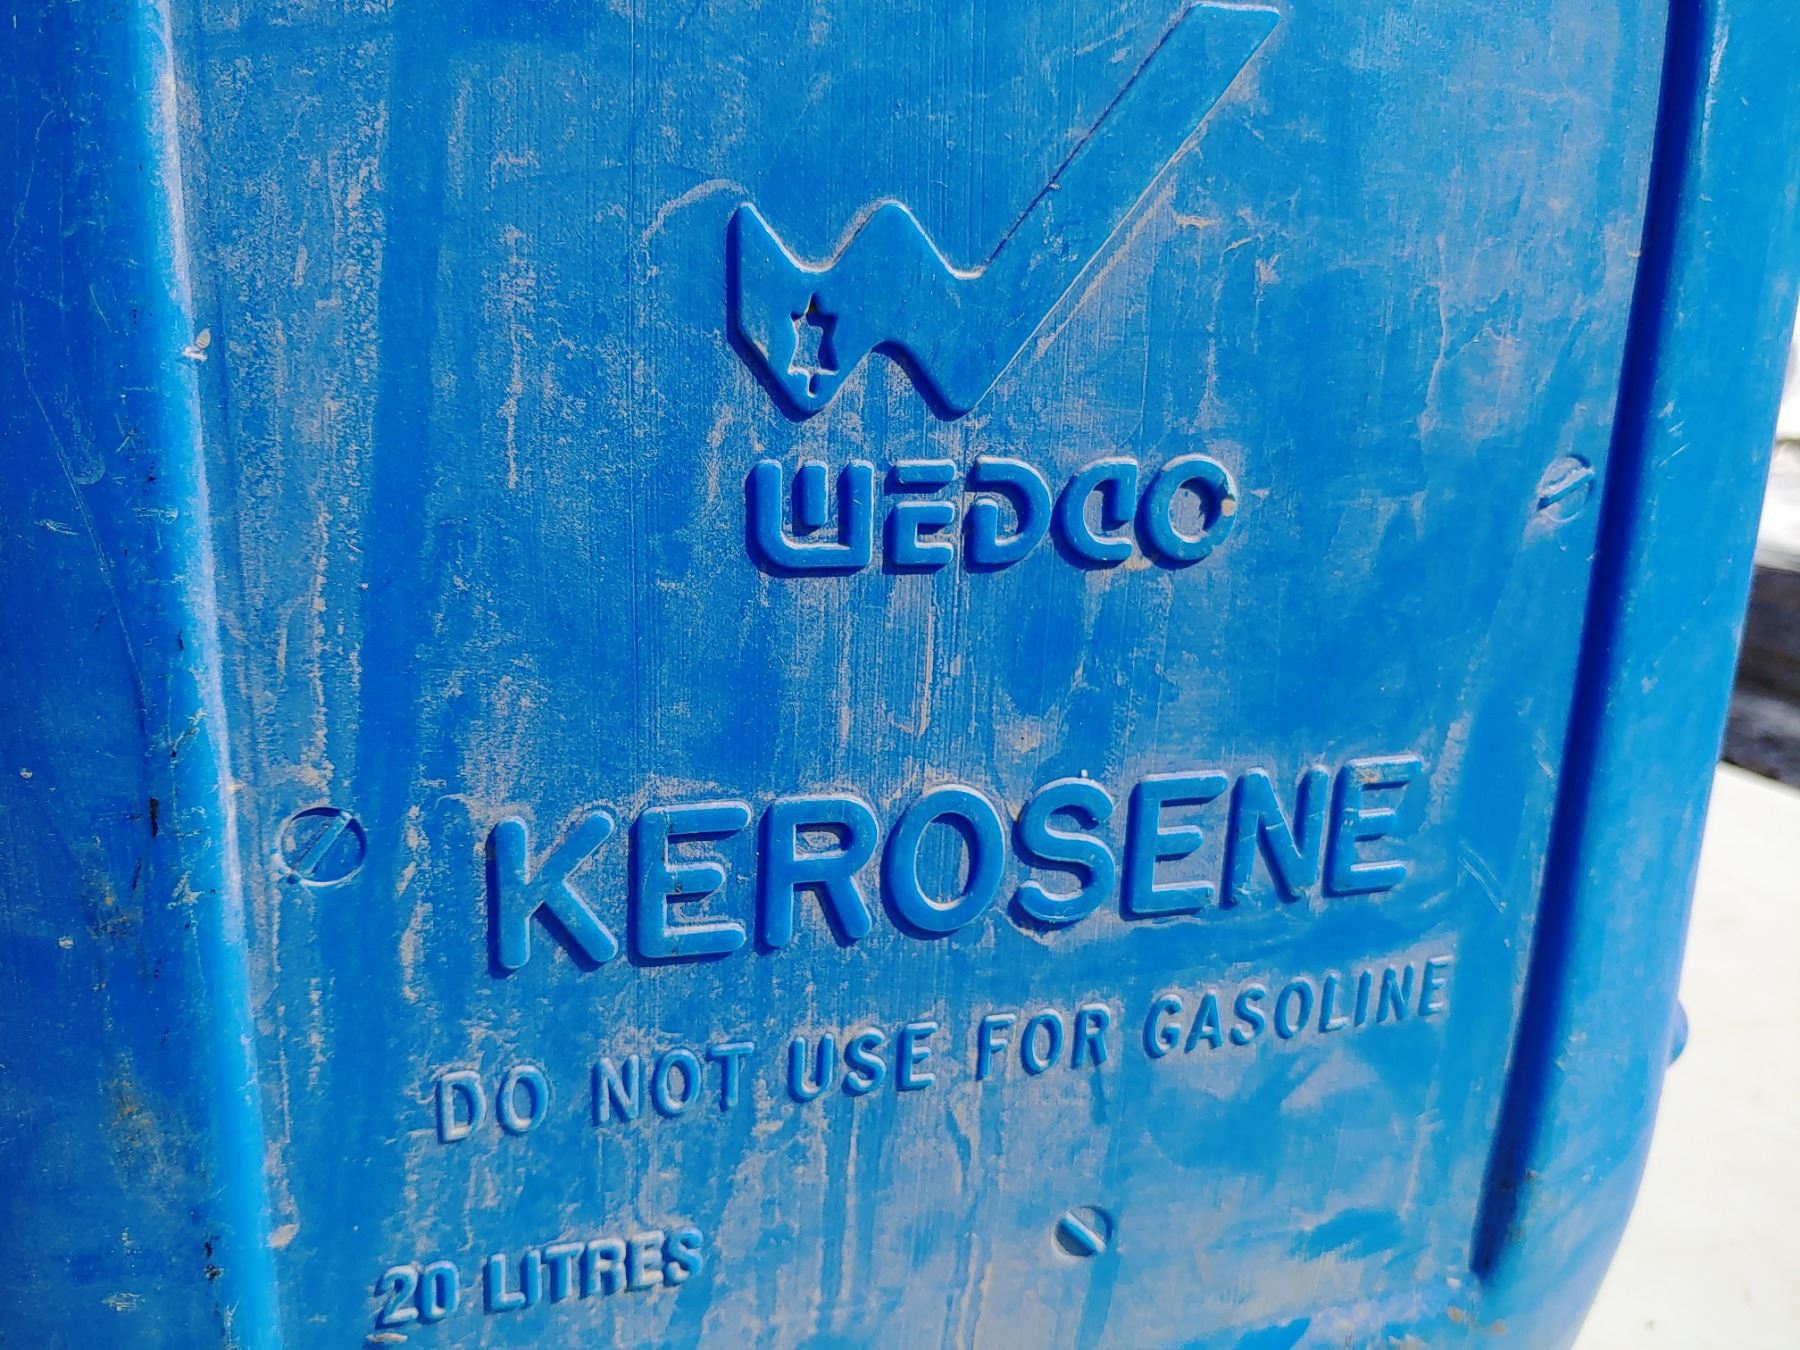 WEDCO
KEROSENE
DO NOT USE FOR GASOLINE
20 LITRES